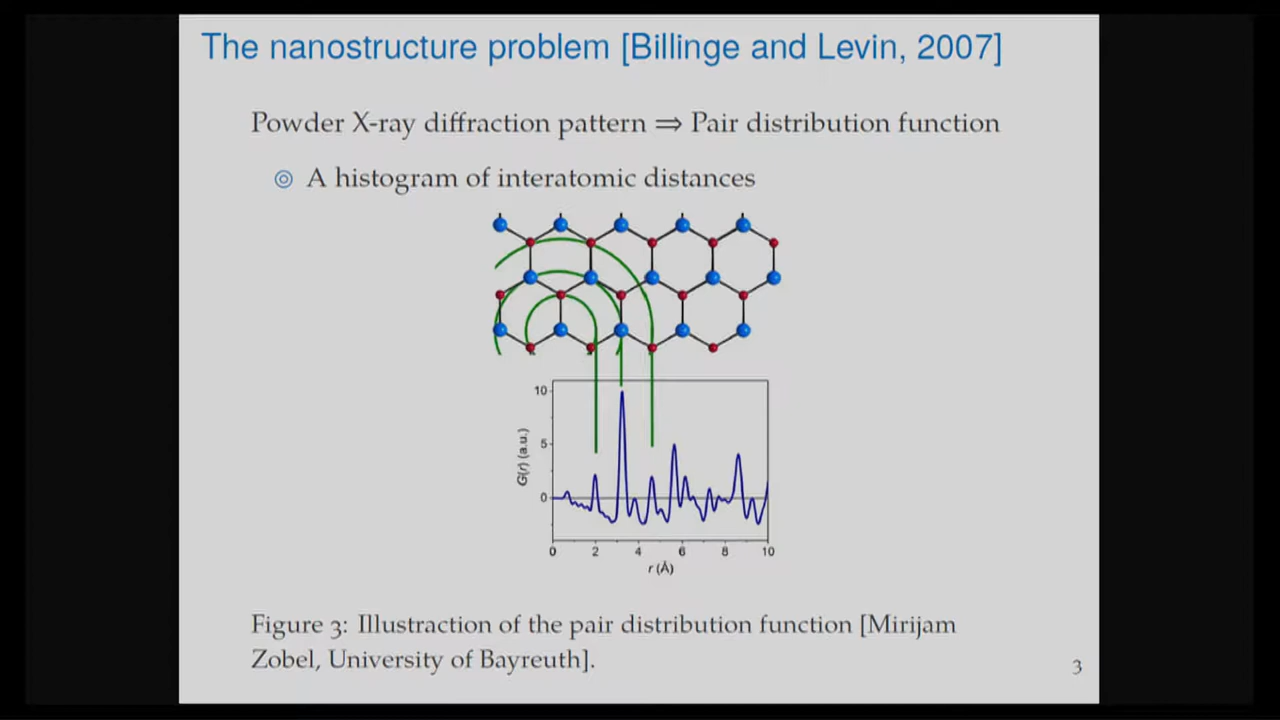 The nanostructure problem [Billinge and Levin, 2007]
Powder X-ray diffraction pattern ⇒ Pair distribution function
◎ A histogram of interatomic distances
10
5
0
G(r) (a.u.)
0 2 4 6 8 10
r (Å)
Figure 3: Illustraction of the pair distribution function [Mirijam
Zobel, University of Bayreuth].
3